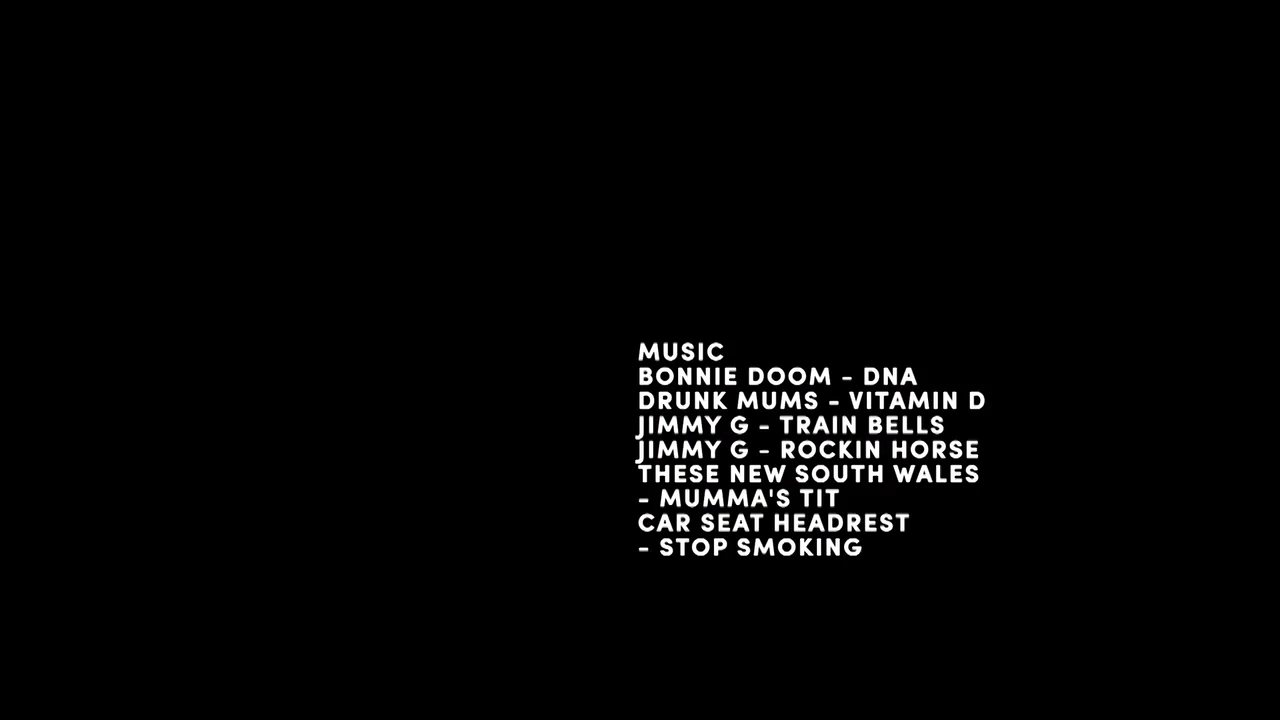 MUSIC
BONNIE DOOM - DNA
DRUNK MUMS - VITAMIN D
JIMMY G - TRAIN BELLS
JIMMY G - ROCKIN HORSE
THESE NEW SOUTH WALES
- MUMMA'S TIT
CAR SEAT HEADREST
- STOP SMOKING